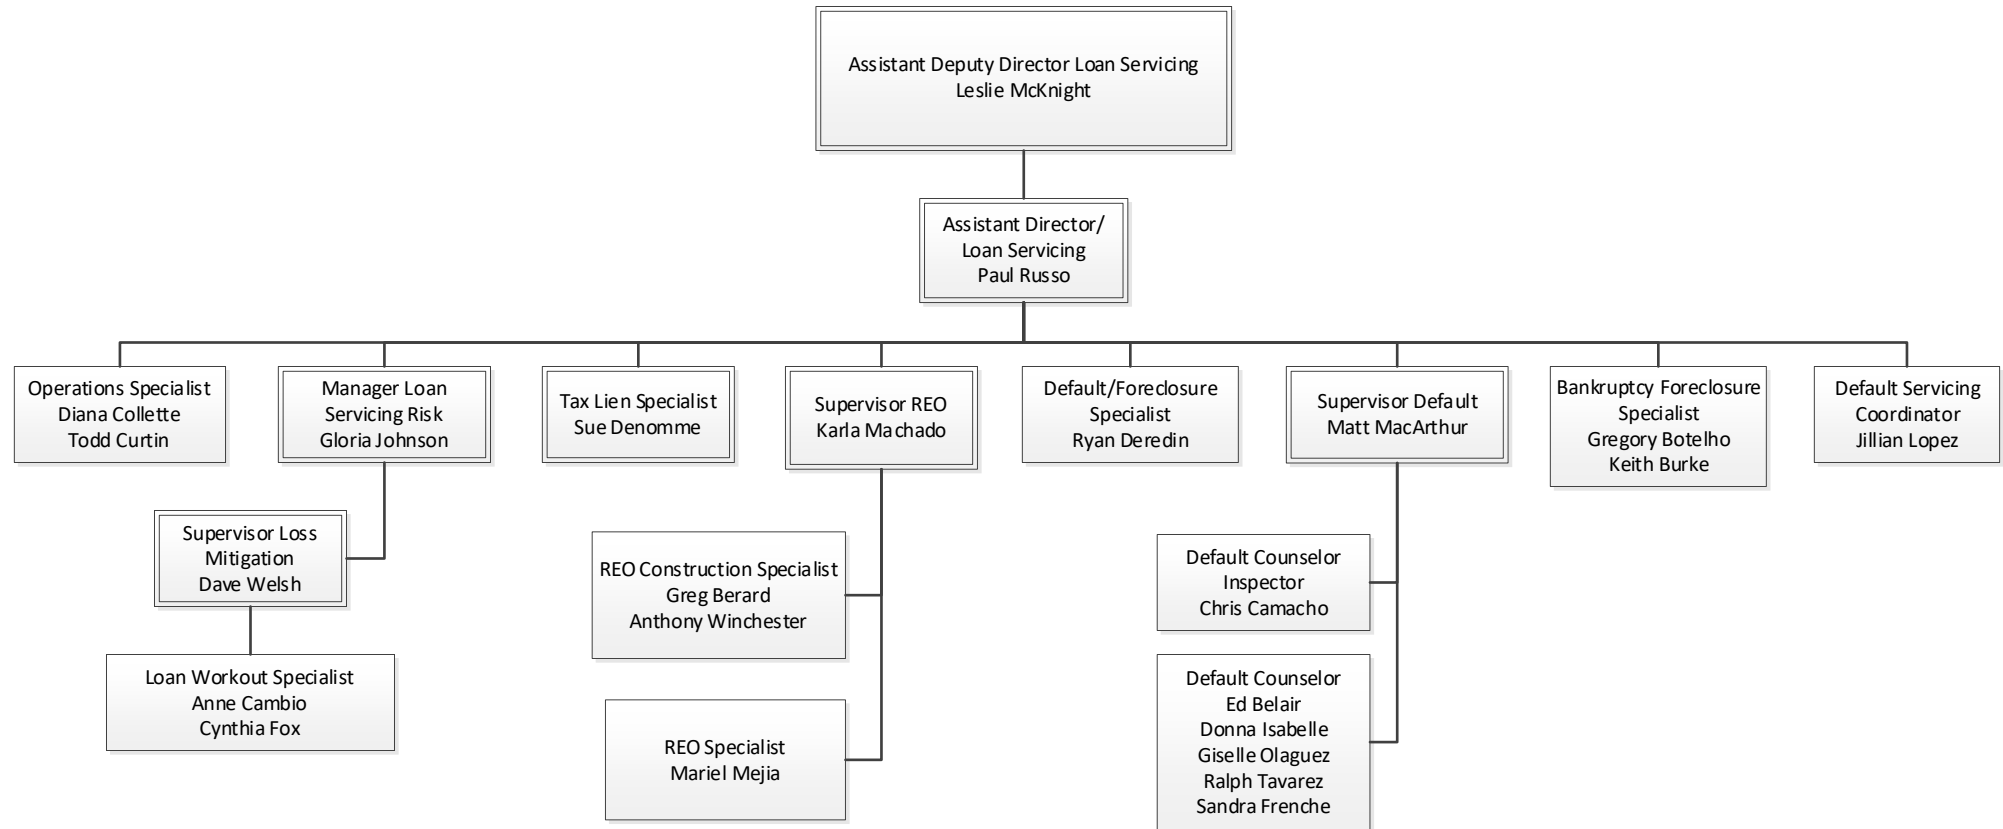 Assistant Deputy Director Loan Servicing
Leslie McKnight
Assistant Director/
Loan Servicing
Paul Russo
Operations Specialist
Diana Collette
Todd Curtin
Manager Loan
Servicing Risk
Gloria Johnson
Tax Lien Specialist
Sue Denomme
Supervisor REO
Karla Machado
Default/Foreclosure
Specialist
Ryan Deredin
Supervisor Default
Matt MacArthur
Bankruptcy Foreclosure
Specialist
Gregory Botelho
Keith Burke
Default Servicing
Coordinator
Jillian Lopez
Supervisor Loss
Mitigation
Dave Welsh
Loan Workout Specialist
Anne Cambio
Cynthia Fox
REO Construction Specialist
Greg Berard
Anthony Winchester
REO Specialist
Mariel Mejia
Default Counselor
Inspector
Chris Camacho
Default Counselor
Ed Belair
Donna Isabelle
Giselle Olaguez
Ralph Tavarez
Sandra Frenche